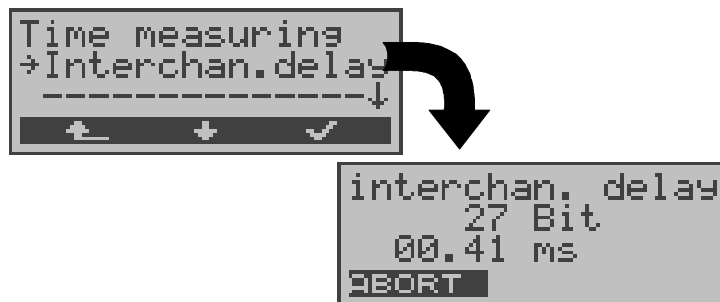 Time measuring
→Interchan.delay
----------------↓
interchan. delay
27 Bit
00.41 ms
ABORT